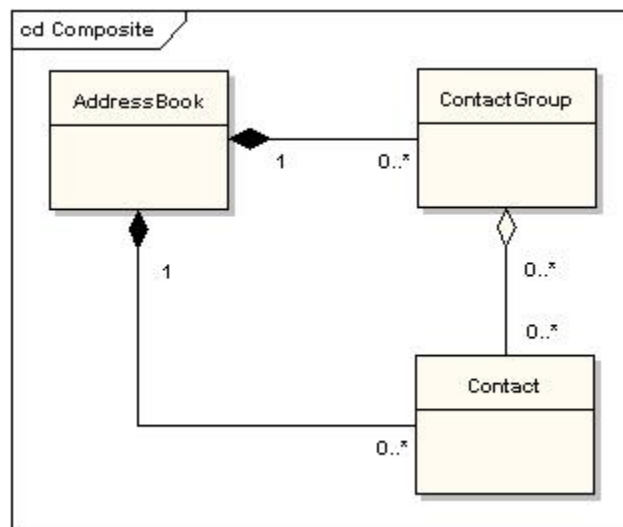 cd Composite
AddressBook
ContactGroup
1
0..*
1
0..*
0..*
Contact
0..*